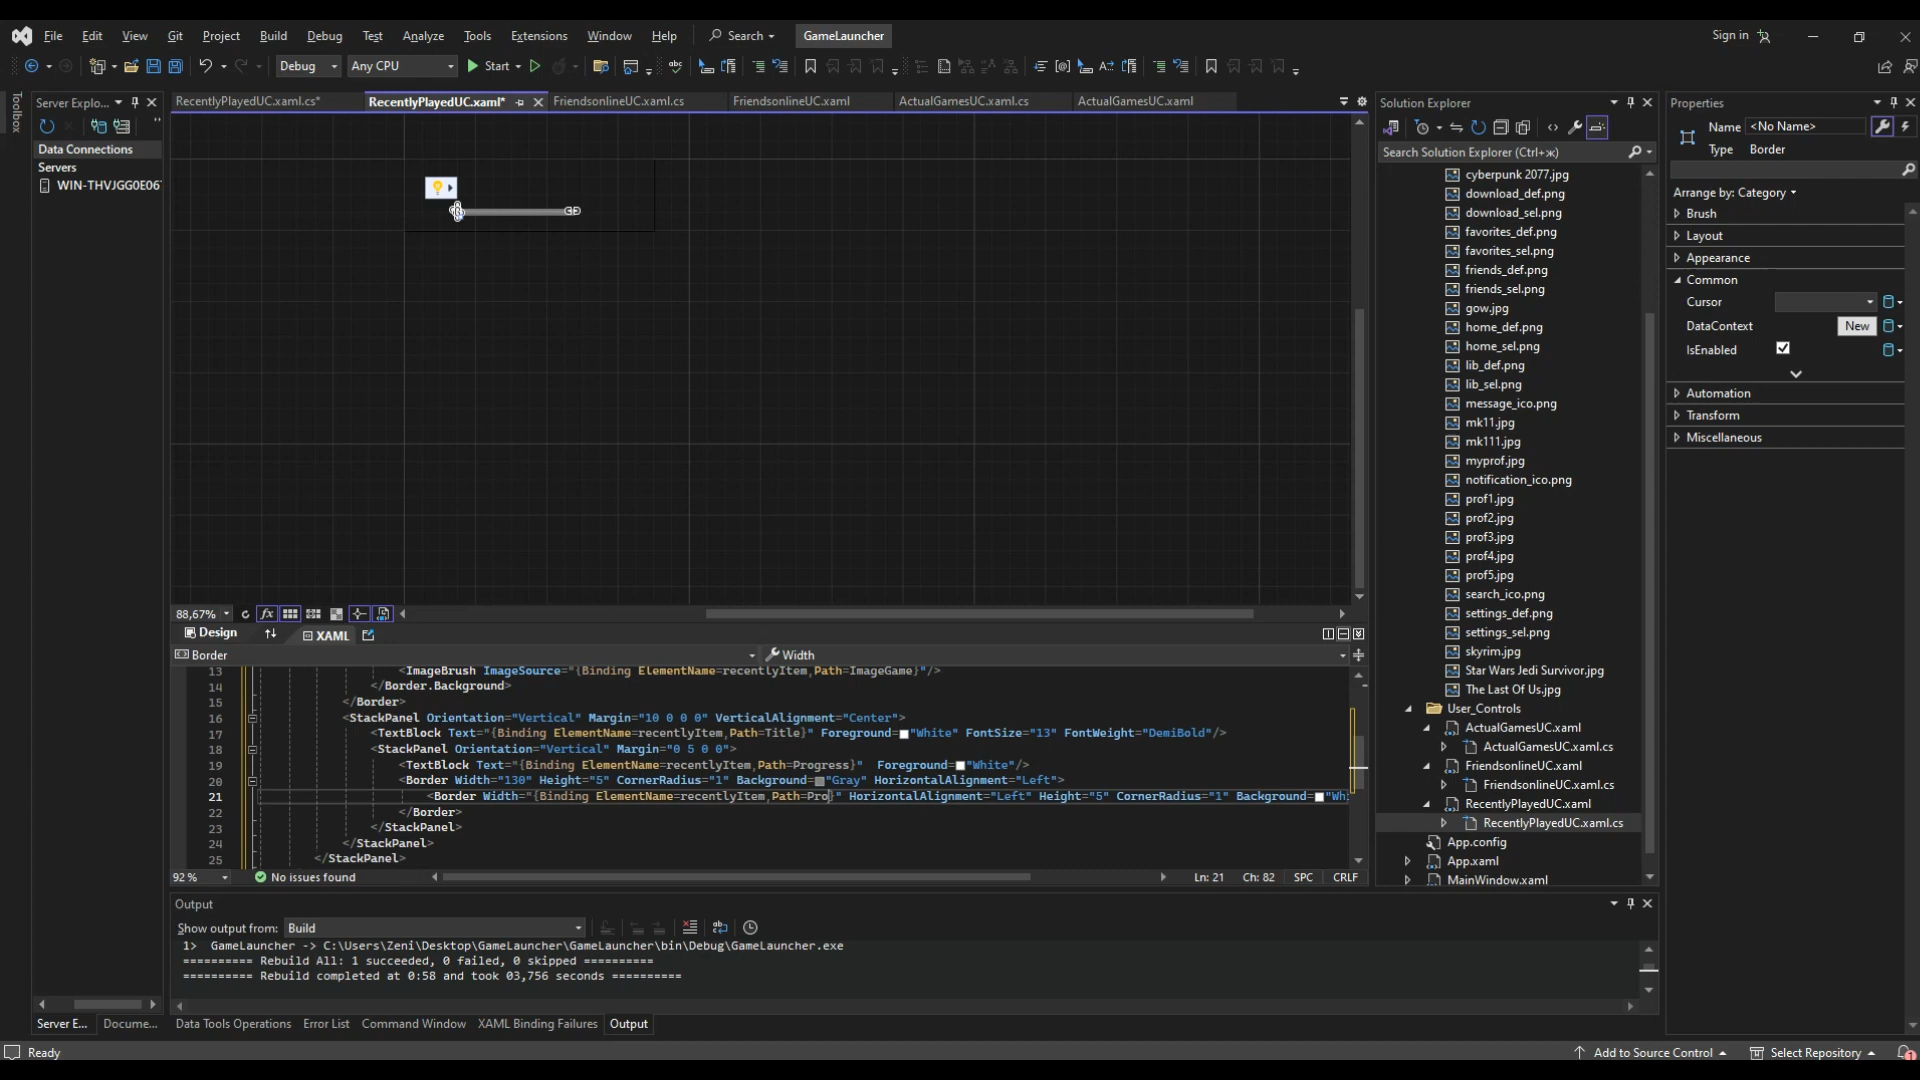 File Edit View Git Project Build Debug Test Analyze Tools Extensions Window Help Search GameLauncher Sign in
Debug Any CPU Start
Toolbox
Server Explo... RecentlyPlayedUC.xaml.cs* RecentlyPlayedUC.xaml* FriendsonlineUC.xaml.cs FriendsonlineUC.xaml ActualGamesUC.xaml.cs ActualGamesUC.xaml
Data Connections
Servers
WIN-THVJGG0E06
88,67%
Design XAML
Border Width
13 <ImageBrush ImageSource="{Binding ElementName=recentlyItem,Path=ImageGame}"/>
14 </Border.Background>
15 </Border>
16 <StackPanel Orientation="Vertical" Margin="10 0 0 0" VerticalAlignment="Center">
17 <TextBlock Text="{Binding ElementName=recentlyItem,Path=Title}" Foreground="White" FontSize="13" FontWeight="DemiBold"/>
18 <StackPanel Orientation="Vertical" Margin="0 5 0 0">
19 <TextBlock Text="{Binding ElementName=recentlyItem,Path=Progress}" Foreground="White"/>
20 <Border Width="130" Height="5" CornerRadius="1" Background="Gray" HorizontalAlignment="Left">
21 <Border Width="{Binding ElementName=recentlyItem,Path=Pro}" HorizontalAlignment="Left" Height="5" CornerRadius="1" Background="Whi
22 </Border>
23 </StackPanel>
24 </StackPanel>
25 </StackPanel>
92 % No issues found Ln: 21 Ch: 82 SPC CRLF
Output
Show output from: Build
1> GameLauncher -> C:\Users\Zeni\Desktop\GameLauncher\GameLauncher\bin\Debug\GameLauncher.exe
========== Rebuild All: 1 succeeded, 0 failed, 0 skipped ==========
========== Rebuild completed at 0:58 and took 03,756 seconds ==========
Server E... Docume... Data Tools Operations Error List Command Window XAML Binding Failures Output
Solution Explorer
Search Solution Explorer (Ctrl+ж)
cyberpunk 2077.jpg
download_def.png
download_sel.png
favorites_def.png
favorites_sel.png
friends_def.png
friends_sel.png
gow.jpg
home_def.png
home_sel.png
lib_def.png
lib_sel.png
message_ico.png
mk11.jpg
mk111.jpg
myprof.jpg
notification_ico.png
prof1.jpg
prof2.jpg
prof3.jpg
prof4.jpg
prof5.jpg
search_ico.png
settings_def.png
settings_sel.png
skyrim.jpg
Star Wars Jedi Survivor.jpg
The Last Of Us.jpg
User_Controls
ActualGamesUC.xaml
ActualGamesUC.xaml.cs
FriendsonlineUC.xaml
FriendsonlineUC.xaml.cs
RecentlyPlayedUC.xaml
RecentlyPlayedUC.xaml.cs
App.config
App.xaml
MainWindow.xaml
Properties
Name <No Name>
Type Border
Arrange by: Category
Brush
Layout
Appearance
Common
Cursor
DataContext New
IsEnabled
Automation
Transform
Miscellaneous
Ready Add to Source Control Select Repository 1